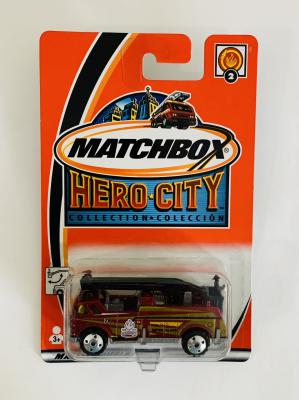 2
MATCHBOX
HERO·CITY
COLLECTION•COLECCIÓN
3+